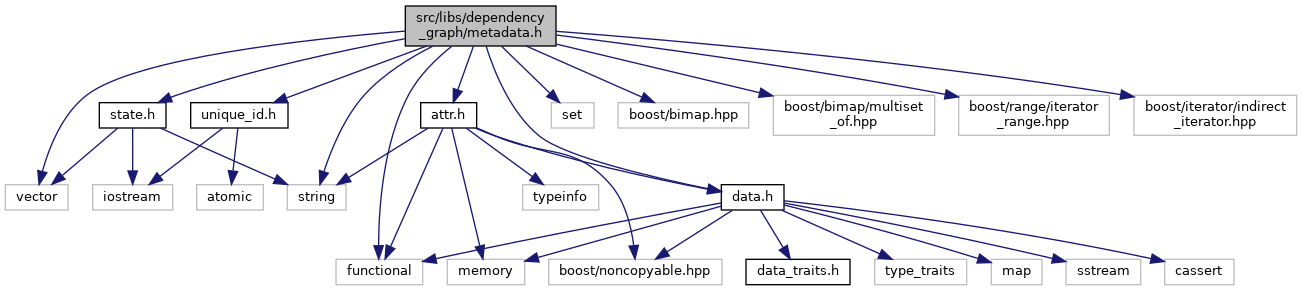 src/libs/dependency
_graph/metadata.h
state.h
unique_id.h
attr.h
set
boost/bimap.hpp
boost/bimap/multiset
_of.hpp
boost/range/iterator
_range.hpp
boost/iterator/indirect
_iterator.hpp
vector
iostream
atomic
string
typeinfo
data.h
functional
memory
boost/noncopyable.hpp
data_traits.h
type_traits
map
sstream
cassert